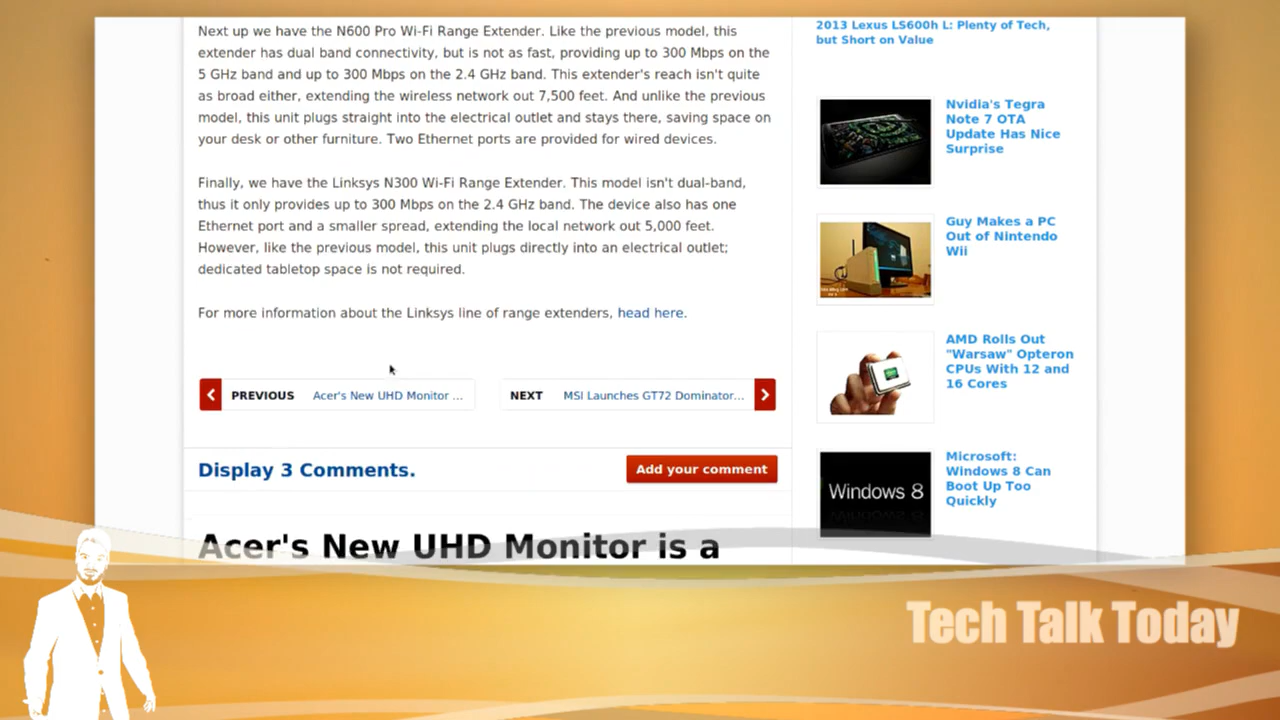 Next up we have the N600 Pro Wi-Fi Range Extender. Like the previous model, this
extender has dual band connectivity, but is not as fast, providing up to 300 Mbps on the
5 GHz band and up to 300 Mbps on the 2.4 GHz band. This extender's reach isn't quite
as broad either, extending the wireless network out 7,500 feet. And unlike the previous
model, this unit plugs straight into the electrical outlet and stays there, saving space on
your desk or other furniture. Two Ethernet ports are provided for wired devices.
Finally, we have the Linksys N300 Wi-Fi Range Extender. This model isn't dual-band,
thus it only provides up to 300 Mbps on the 2.4 GHz band. The device also has one
Ethernet port and a smaller spread, extending the local network out 5,000 feet.
However, like the previous model, this unit plugs directly into an electrical outlet;
dedicated tabletop space is not required.
For more information about the Linksys line of range extenders, head here.
PREVIOUS Acer's New UHD Monitor ...
NEXT MSI Launches GT72 Dominator...
Display 3 Comments.
Add your comment
Acer's New UHD Monitor is a
2013 Lexus LS600h L: Plenty of Tech,
but Short on Value
Nvidia's Tegra
Note 7 OTA
Update Has Nice
Surprise
Guy Makes a PC
Out of Nintendo
Wii
AMD Rolls Out
"Warsaw" Opteron
CPUs With 12 and
16 Cores
Windows 8
Microsoft:
Windows 8 Can
Boot Up Too
Quickly
Tech Talk Today